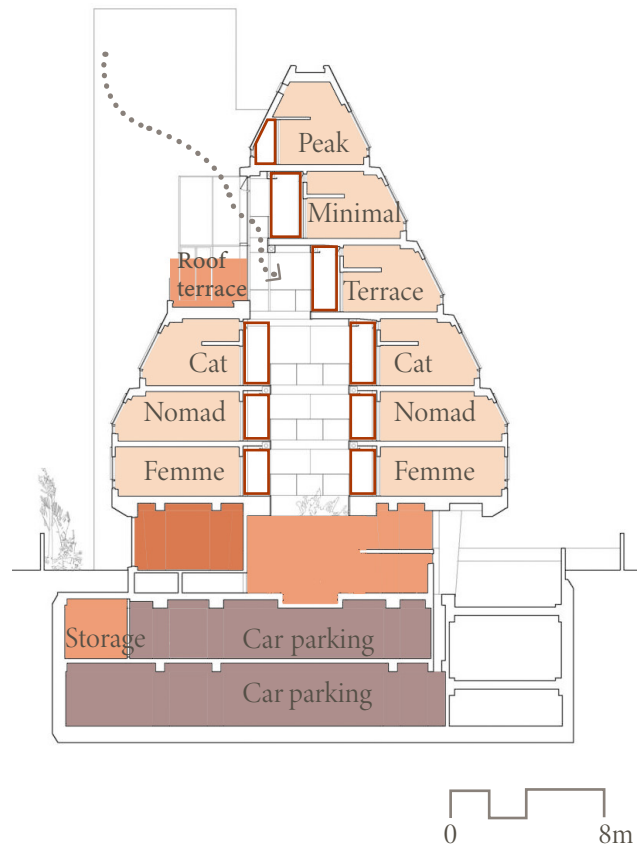 Peak
Minimal
Roof
terrace
Terrace
Cat
Cat
Nomad
Nomad
Femme
Femme
Storage
Car parking
Car parking
0
8m